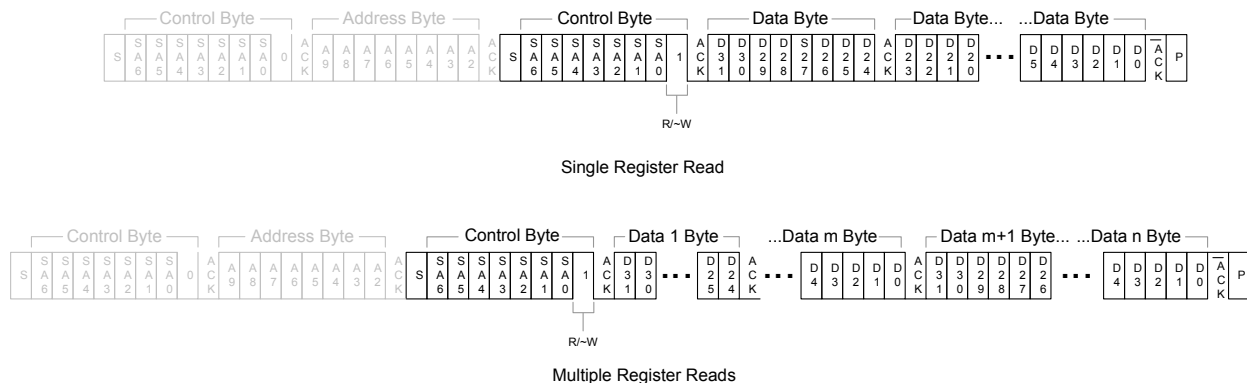 Control Byte Address Byte Control Byte Data Byte Data Byte... ...Data Byte
S SA6 SA5 SA4 SA3 SA2 SA1 SA0 0 ACK A9 A8 A7 A6 A5 A4 A3 A2 ACK S SA6 SA5 SA4 SA3 SA2 SA1 SA0 1 ACK D31 D30 D29 D28 S27 D26 D25 D24 ACK D23 D22 D21 D20 ... D5 D4 D3 D2 D1 D0 ACK P
R/~W
Single Register Read
Control Byte Address Byte Control Byte Data 1 Byte ...Data m Byte Data m+1 Byte... ...Data n Byte
S SA6 SA5 SA4 SA3 SA2 SA1 SA0 0 ACK A9 A8 A7 A6 A5 A4 A3 A2 ACK S SA6 SA5 SA4 SA3 SA2 SA1 SA0 1 ACK D31 D30 ... D25 D24 ACK ... D4 D3 D2 D1 D0 ACK D31 D30 D29 D28 D27 D26 ... D4 D3 D2 D1 D0 ACK P
R/~W
Multiple Register Reads